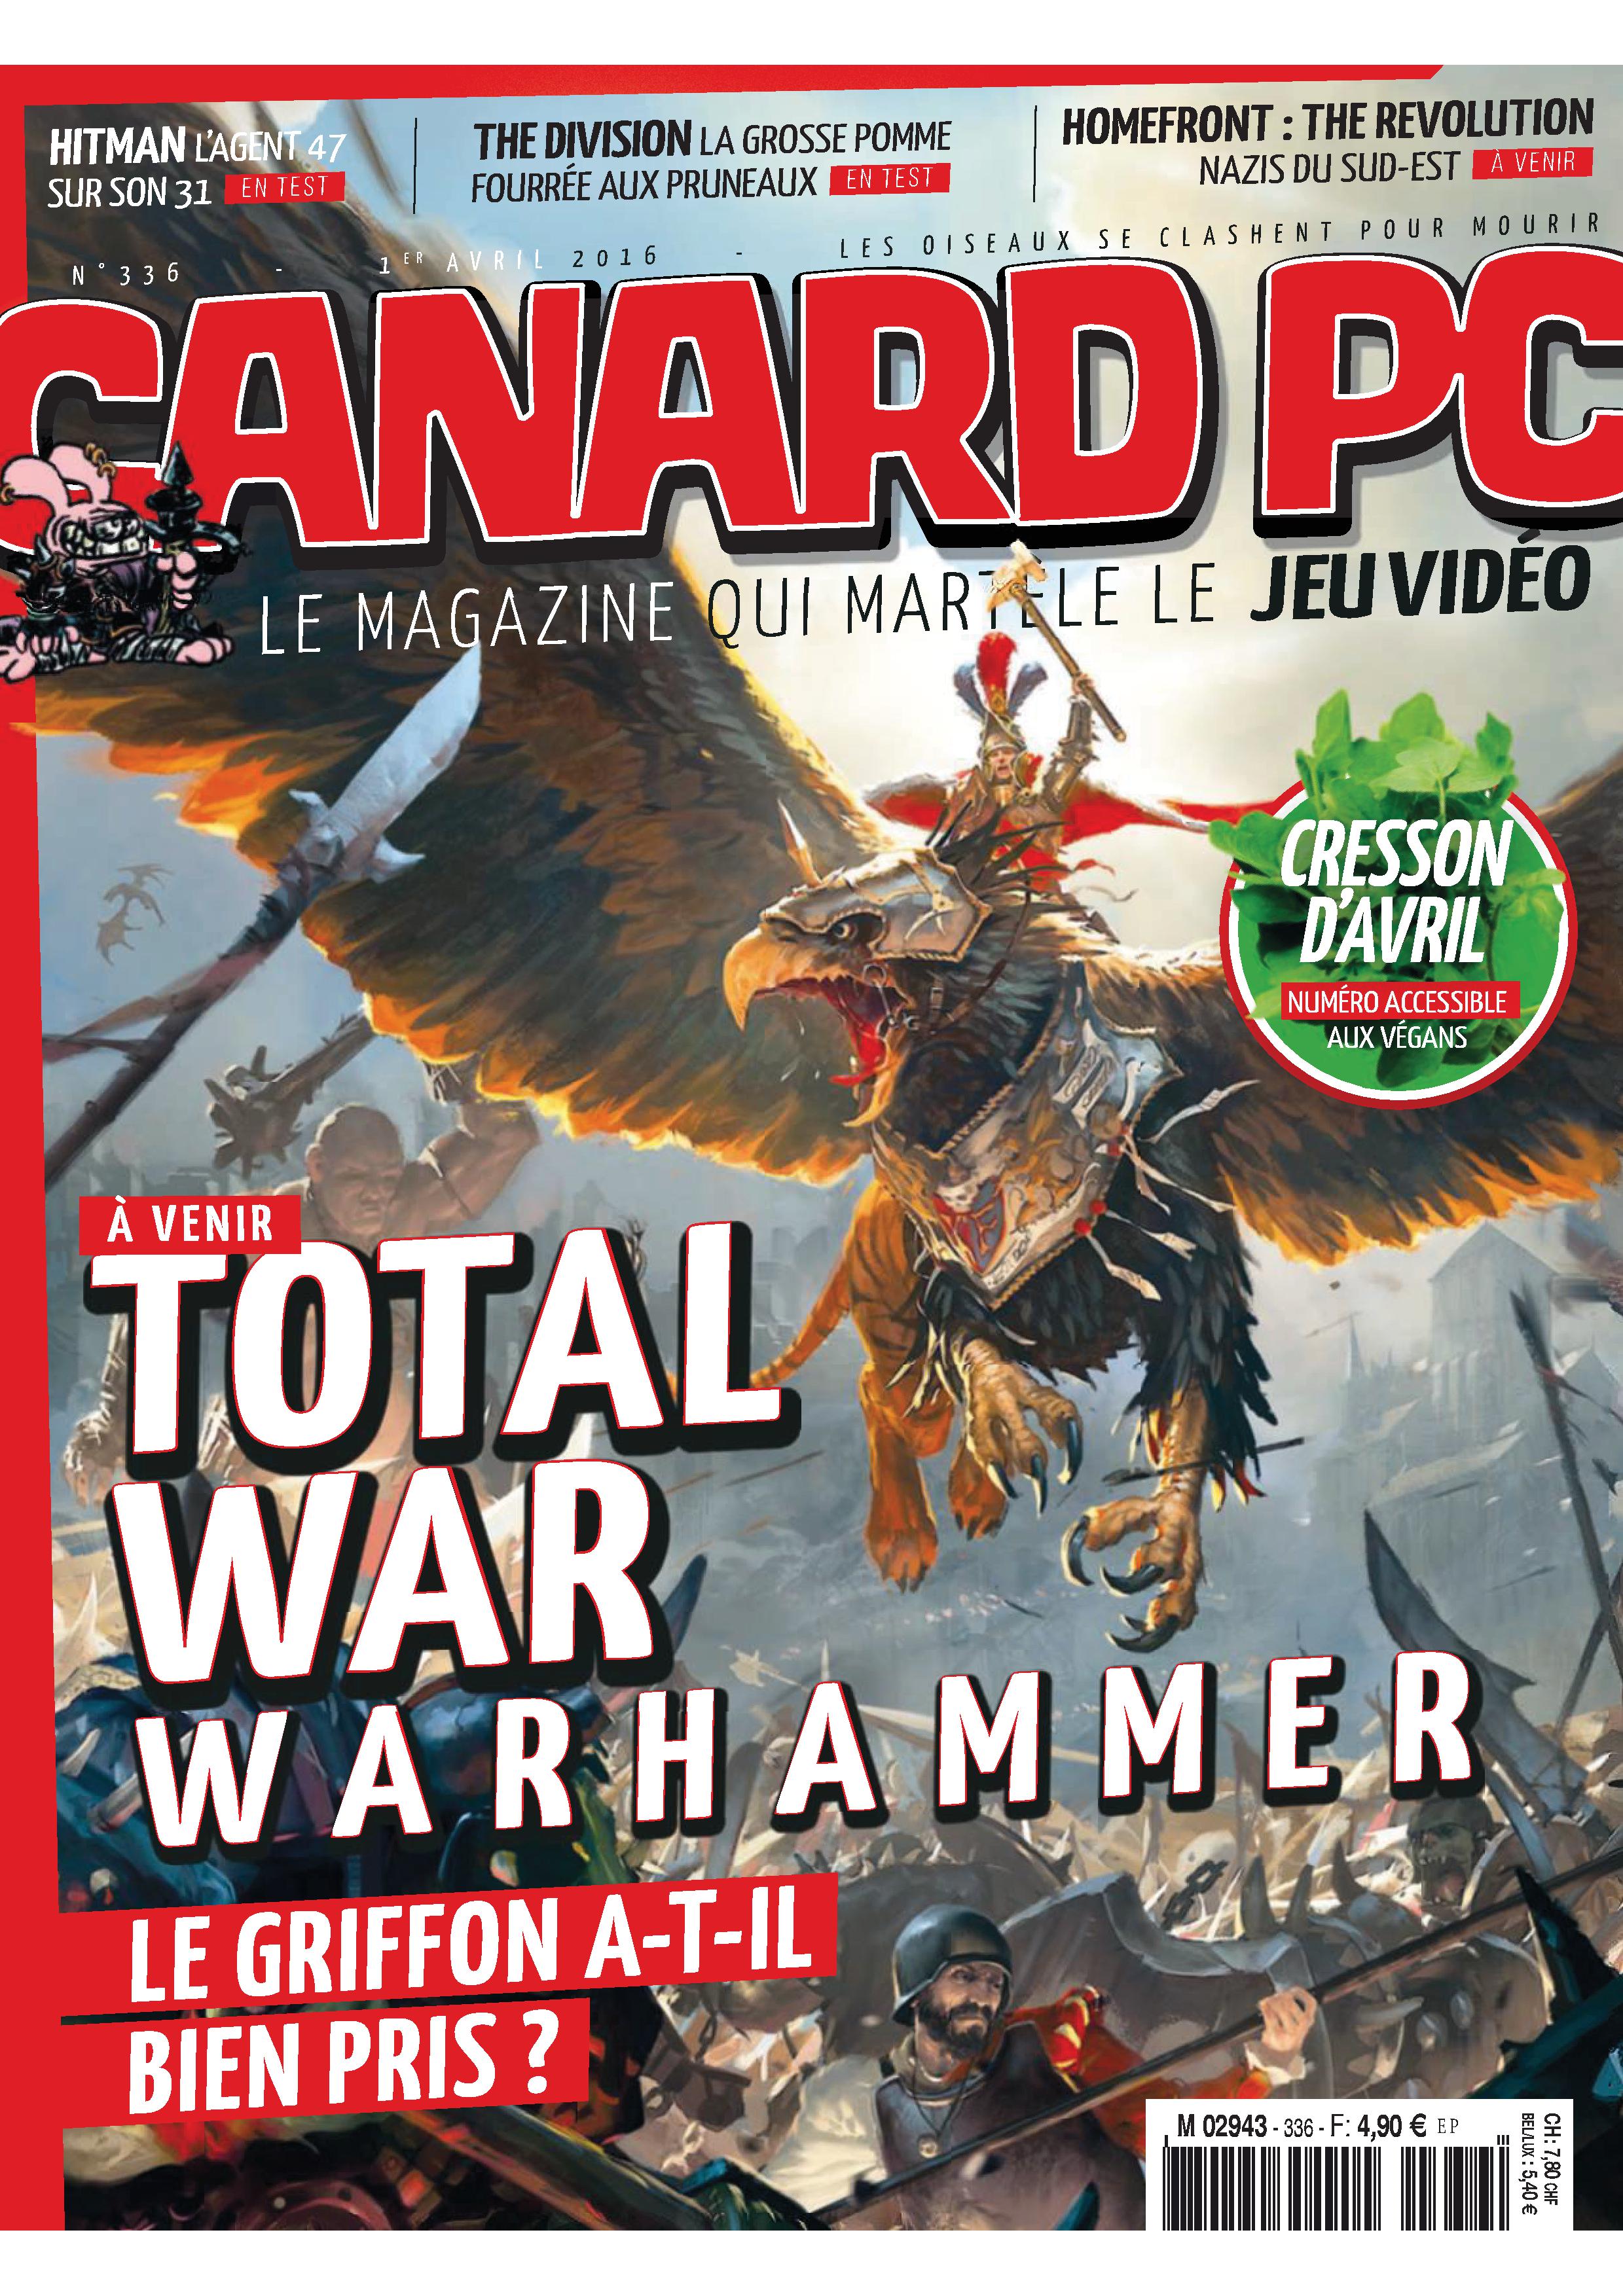 HITMAN L'AGENT 47
SUR SON 31 EN TEST
THE DIVISION LA GROSSE POMME
FOURRÉE AUX PRUNEAUX EN TEST
HOMEFRONT : THE REVOLUTION
NAZIS DU SUD-EST À VENIR
N°336 - 1ER AVRIL 2016 - LES OISEAUX SE CLASHENT POUR MOURIR
CANARD PC
LE MAGAZINE QUI MARTÈLE LE JEU VIDÉO
CRESSON
D'AVRIL
NUMÉRO ACCESSIBLE
AUX VÉGANS
À VENIR
TOTAL
WAR
WARHAMMER
LE GRIFFON A-T-IL
BIEN PRIS ?
M 02943 - 336 - F: 4,90 € EP
CH : 7,80 CHF
BEL/LUX : 5,40 €